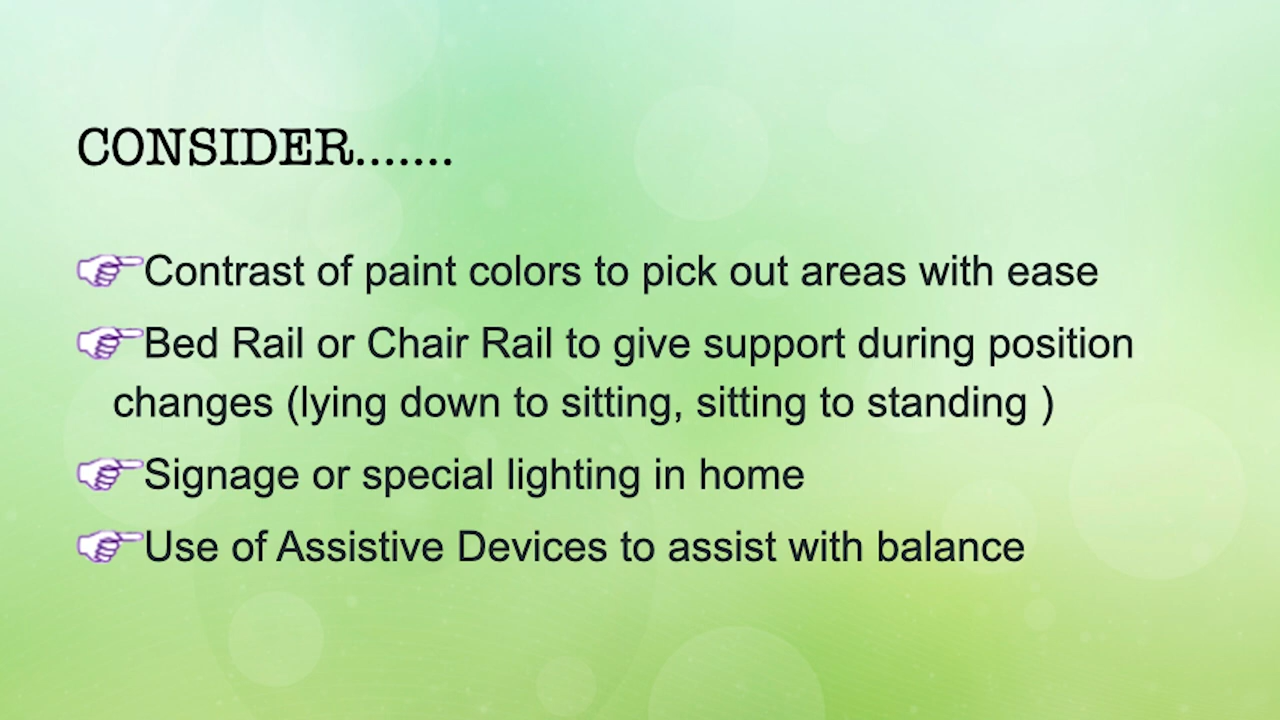 CONSIDER.......
Contrast of paint colors to pick out areas with ease
Bed Rail or Chair Rail to give support during position
changes (lying down to sitting, sitting to standing )
Signage or special lighting in home
Use of Assistive Devices to assist with balance